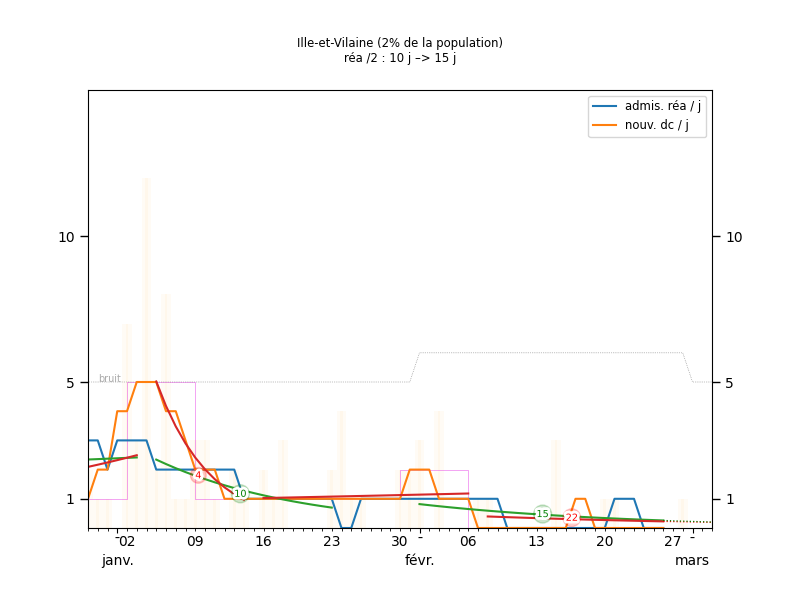 Ille-et-Vilaine (2% de la population)
réa /2 : 10 j –> 15 j
admis. réa / j
nouv. dc / j
10
10
bruit
5
5
4
10
15
22
1
1
02
09
16
23
30
06
13
20
27
janv.
févr.
mars